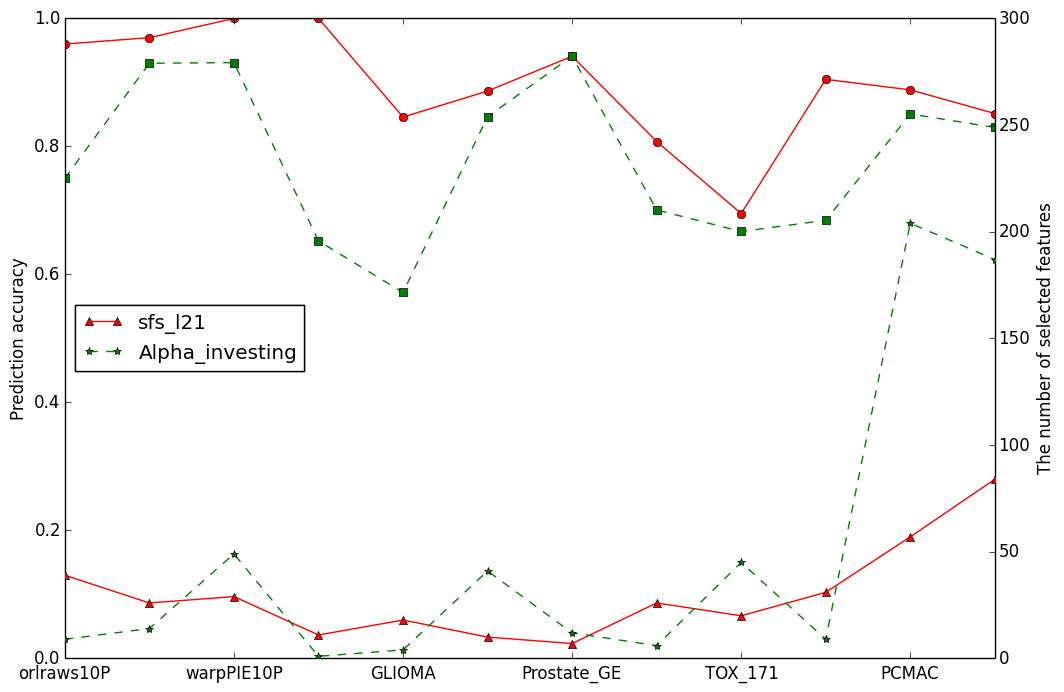 1.0
0.8
0.6
0.4
0.2
0.0
Prediction accuracy
sfs_l21
Alpha_investing
300
250
200
150
100
50
0
The number of selected features
orlraws10P
warpPIE10P
GLIOMA
Prostate_GE
TOX_171
PCMAC